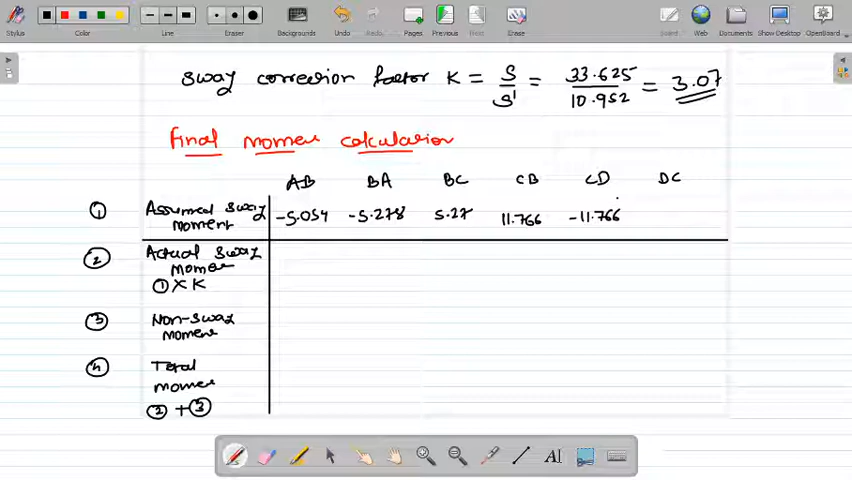 Stylus
Color
Line
Eraser
Backgrounds
Undo
Redo
Pages
Previous
Next
Erase
Board
Web
Documents
Show Desktop
OpenBoard
Sway correction factor K = S/S' = 33.625/10.952 = 3.07
Final moment calculation
AB BA BC CB CD DC
① Assumed sway moment -5.054 -5.278 5.27 11.766 -11.766
② Actual sway moment
① X K
③ Non-sway moment
④ Total moment
② + ③